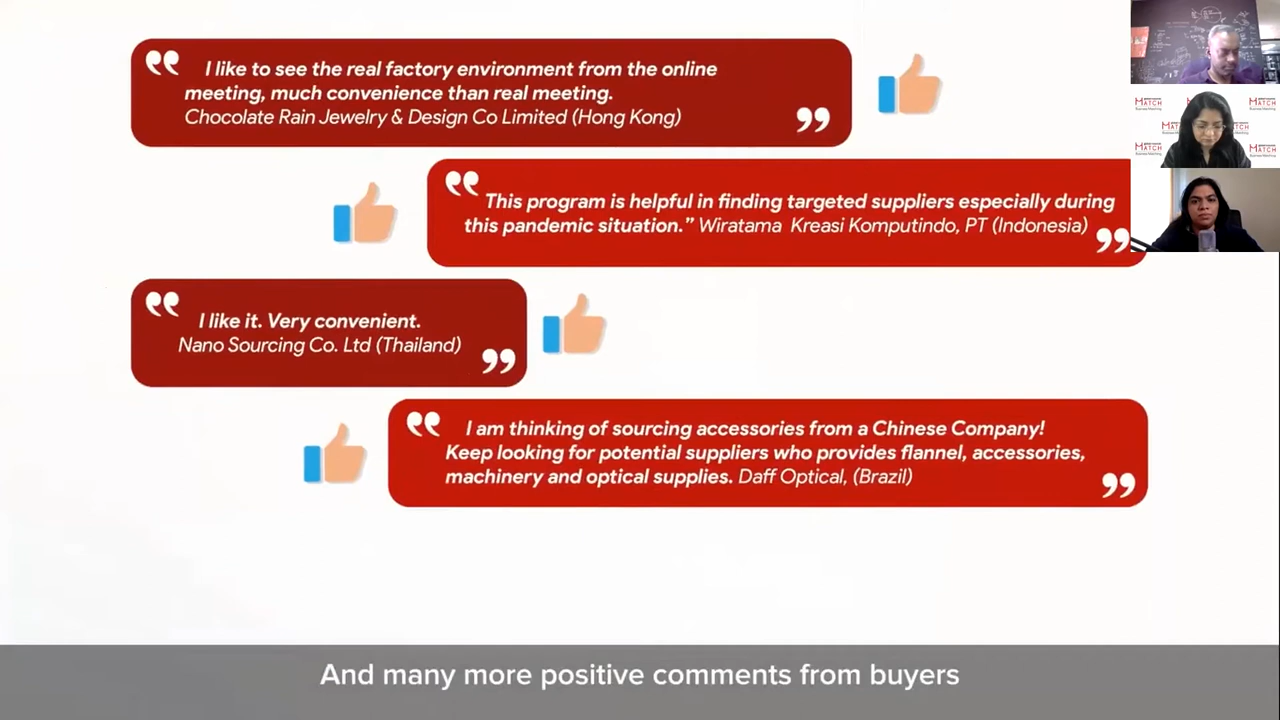 I like to see the real factory environment from the online
meeting, much convenience than real meeting.
Chocolate Rain Jewelry & Design Co Limited (Hong Kong)
This program is helpful in finding targeted suppliers especially during
this pandemic situation.” Wiratama Kreasi Komputindo, PT (Indonesia)
I like it. Very convenient.
Nano Sourcing Co. Ltd (Thailand)
I am thinking of sourcing accessories from a Chinese Company!
Keep looking for potential suppliers who provides flannel, accessories,
machinery and optical supplies. Daff Optical, (Brazil)
And many more positive comments from buyers
MATCH
MATCH
MATCH
MATCH